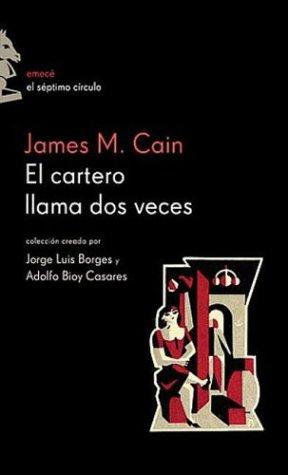 emecé
el séptimo círculo
James M. Cain
El cartero
llama dos veces
colección creada por
Jorge Luis Borges y
Adolfo Bioy Casares